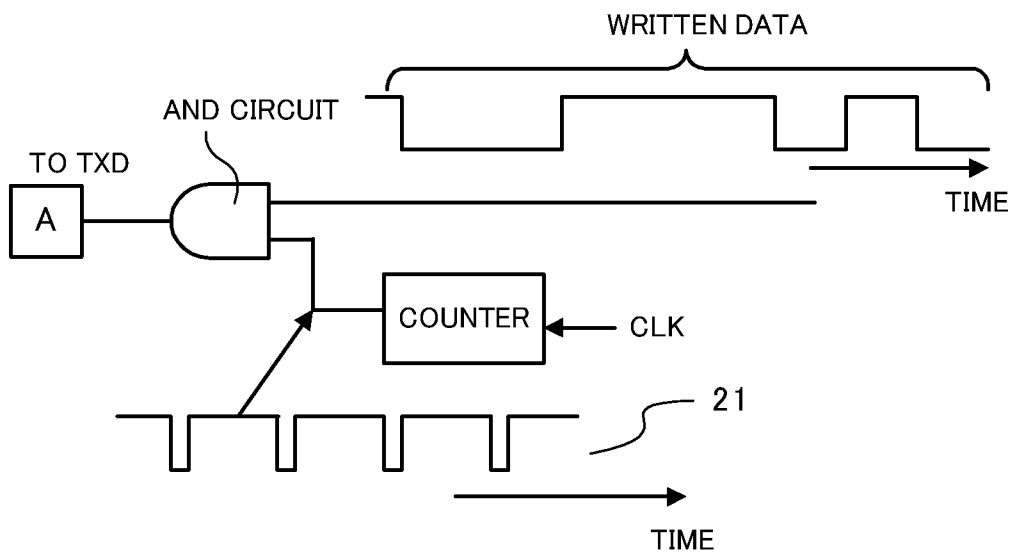 WRITTEN DATA
AND CIRCUIT
TO TXD
TIME
A
COUNTER
CLK
21
TIME